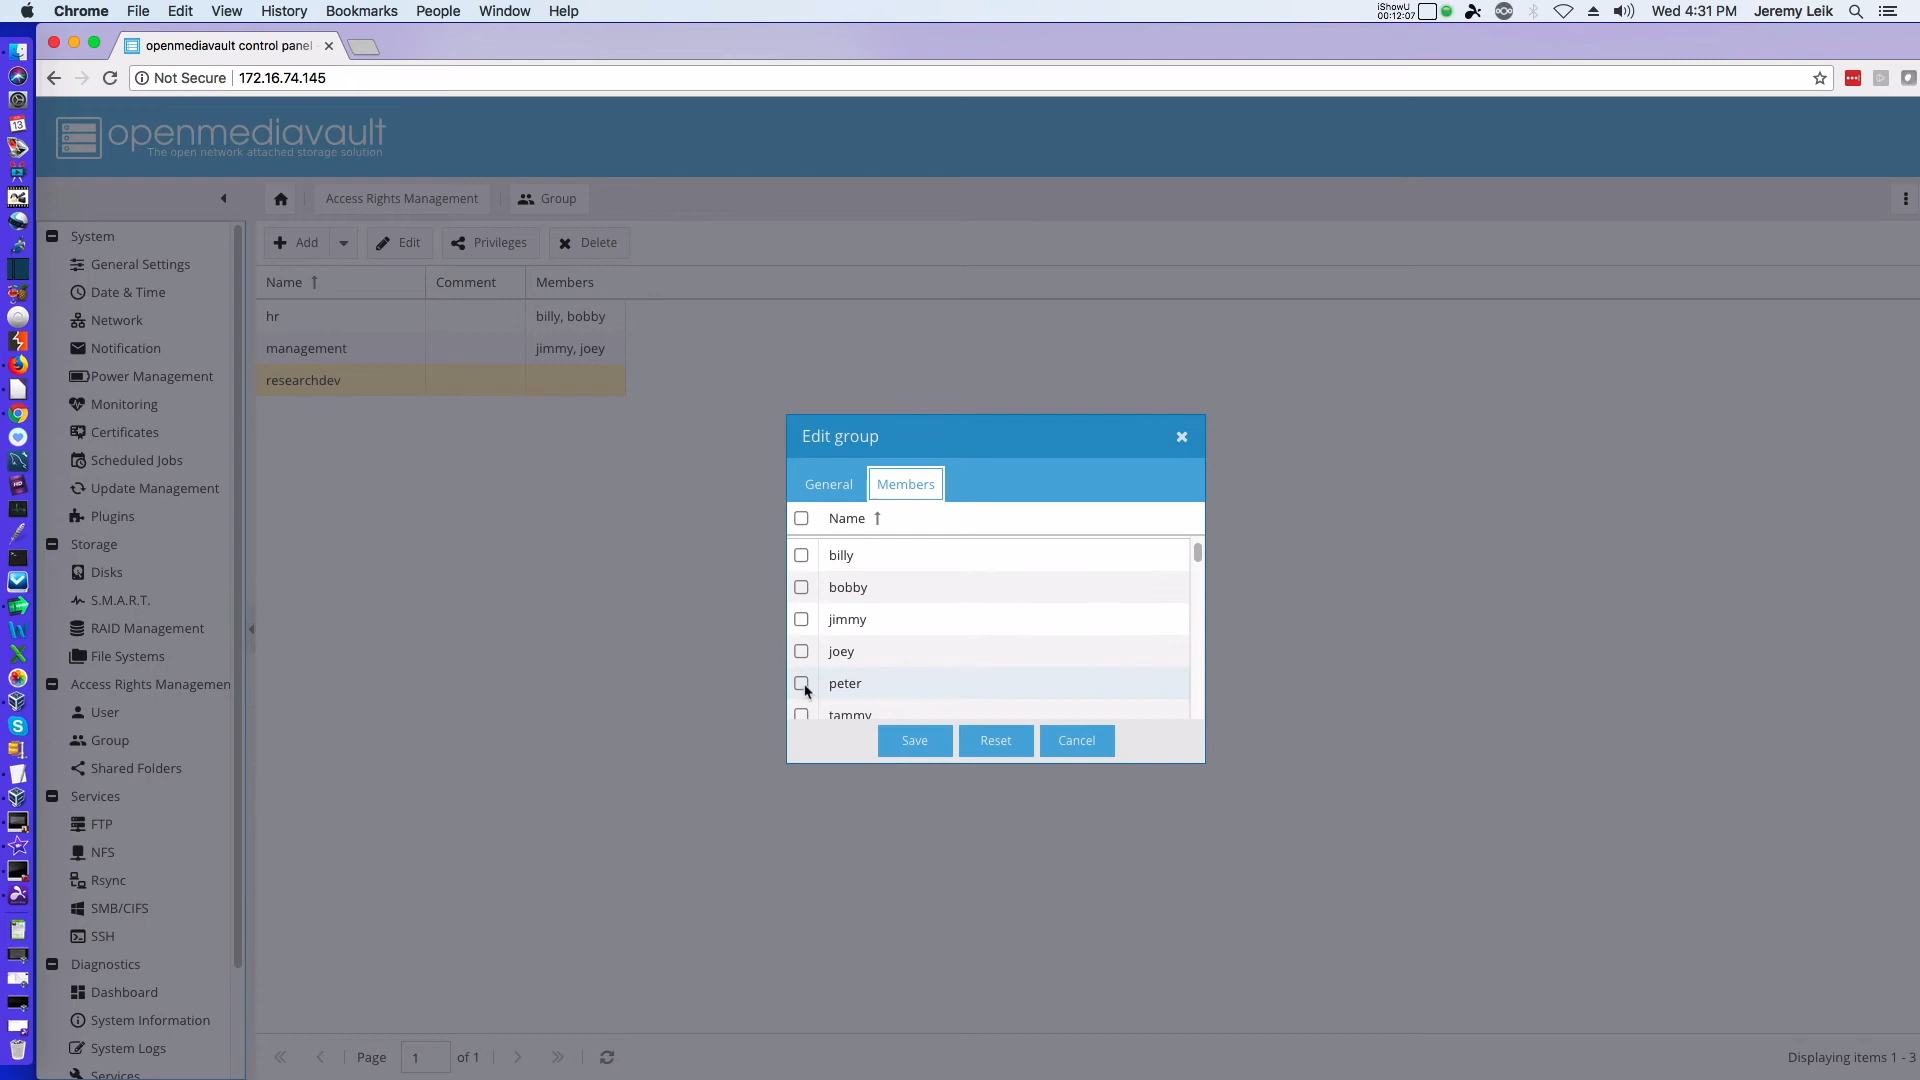 Chrome File Edit View History Bookmarks People Window Help
iShowU
00:12:07
Wed 4:31 PM Jeremy Leik
openmediavault control panel
Not Secure 172.16.74.145
openmediavault
The open network attached storage solution
Access Rights Management
Group
Add
Edit
Privileges
Delete
Name Comment Members
hr billy, bobby
management jimmy, joey
researchdev
System
General Settings
Date & Time
Network
Notification
Power Management
Monitoring
Certificates
Scheduled Jobs
Update Management
Plugins
Storage
Disks
S.M.A.R.T.
RAID Management
File Systems
Access Rights Managemen
User
Group
Shared Folders
Services
FTP
NFS
Rsync
SMB/CIFS
SSH
Diagnostics
Dashboard
System Information
System Logs
Services
Edit group
General Members
Name
billy
bobby
jimmy
joey
peter
tammy
Save Reset Cancel
Page 1 of 1
Displaying items 1 - 3